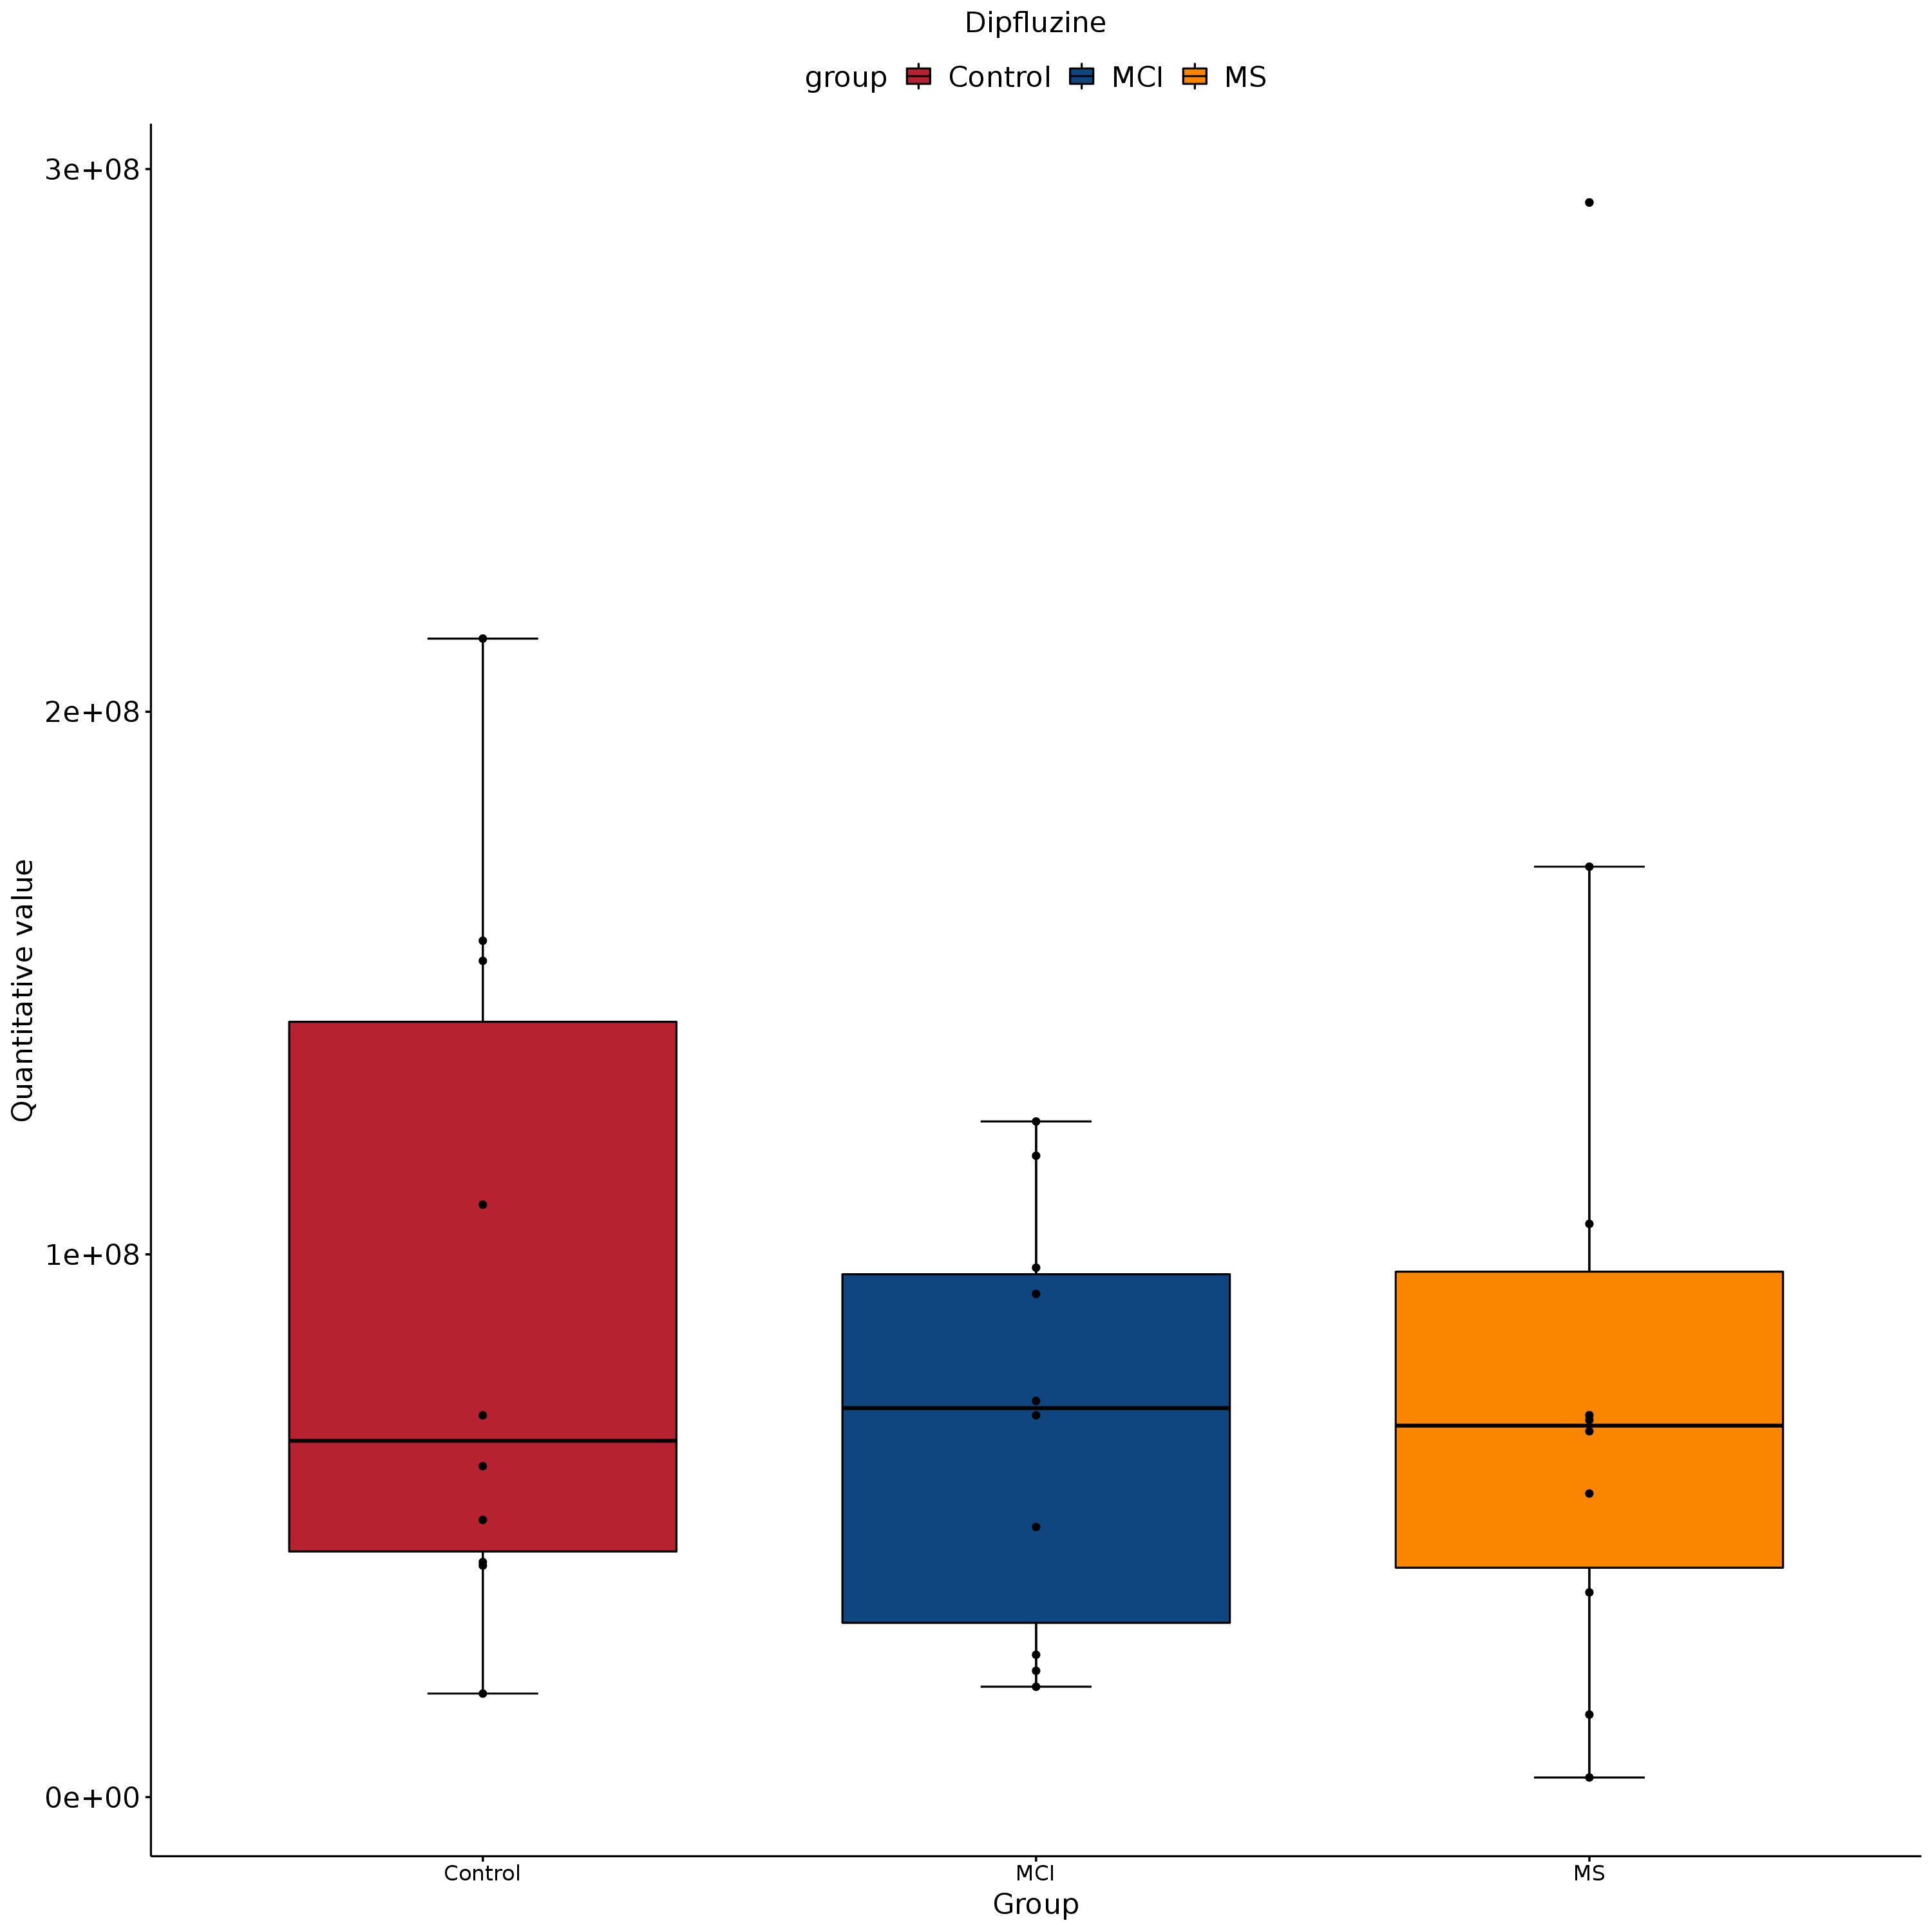 Dipfluzine
group Control MCI MS
3e+08
2e+08
1e+08
0e+00
Quantitative value
Control MCI MS
Group